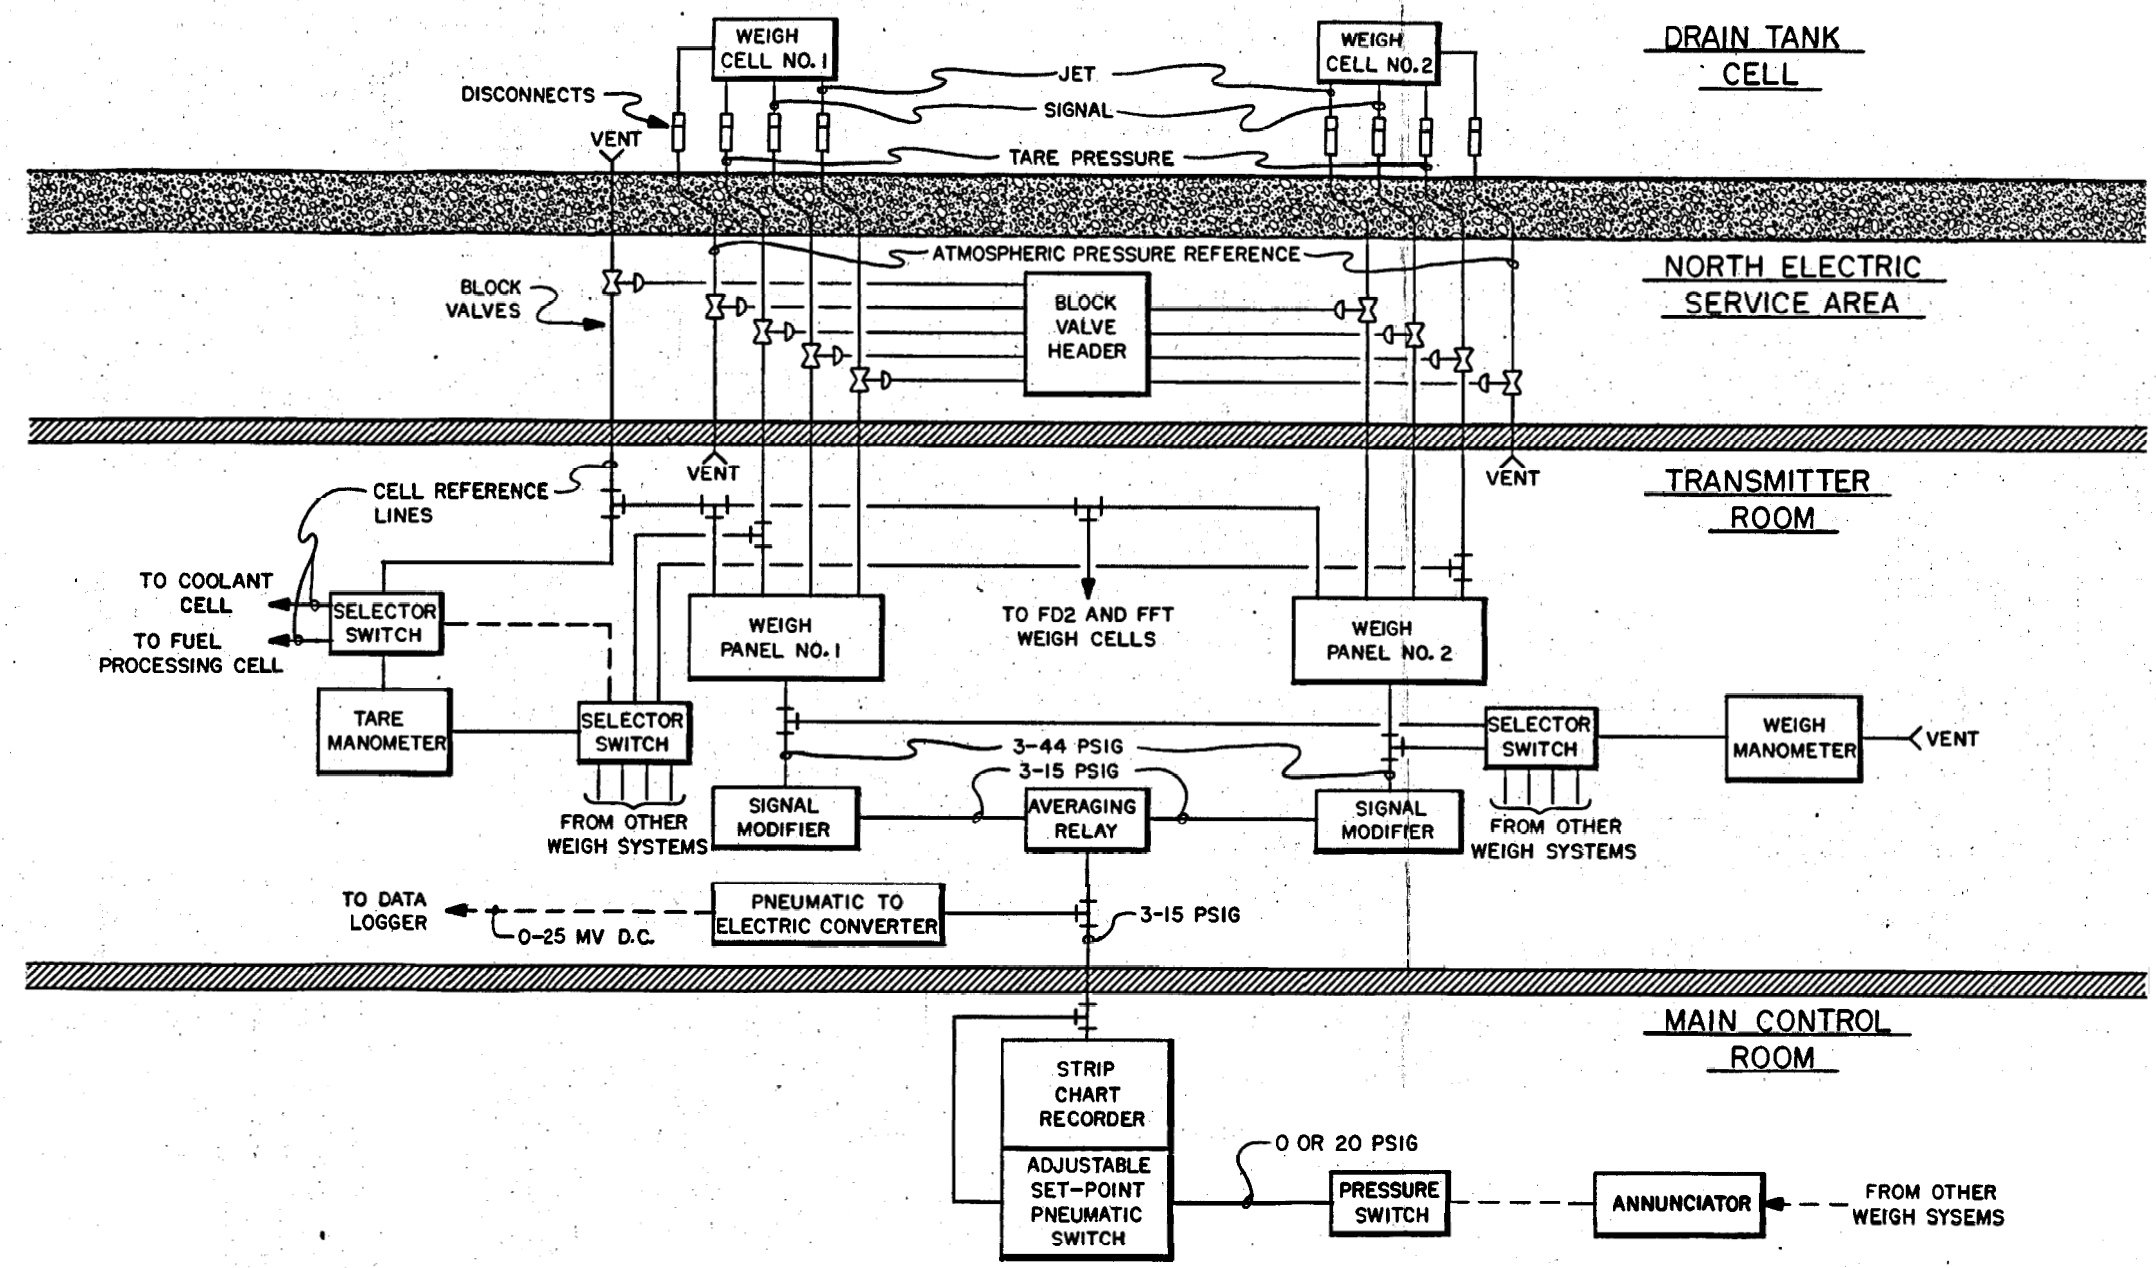 WEIGH
CELL NO. 1
WEIGH
CELL NO. 2
DRAIN TANK
CELL
JET
DISCONNECTS
SIGNAL
VENT
TARE PRESSURE
ATMOSPHERIC PRESSURE REFERENCE
NORTH ELECTRIC
SERVICE AREA
BLOCK
VALVES
BLOCK
VALVE
HEADER
VENT
VENT
TRANSMITTER
ROOM
CELL REFERENCE
LINES
TO COOLANT
CELL
TO FUEL
PROCESSING CELL
SELECTOR
SWITCH
WEIGH
PANEL NO. 1
TO FD2 AND FFT
WEIGH CELLS
WEIGH
PANEL NO. 2
TARE
MANOMETER
SELECTOR
SWITCH
SELECTOR
SWITCH
WEIGH
MANOMETER
VENT
3-44 PSIG
3-15 PSIG
FROM OTHER
WEIGH SYSTEMS
SIGNAL
MODIFIER
AVERAGING
RELAY
SIGNAL
MODIFIER
FROM OTHER
WEIGH SYSTEMS
TO DATA
LOGGER
0-25 MV D.C.
PNEUMATIC TO
ELECTRIC CONVERTER
3-15 PSIG
MAIN CONTROL
ROOM
STRIP
CHART
RECORDER
ADJUSTABLE
SET-POINT
PNEUMATIC
SWITCH
0 OR 20 PSIG
PRESSURE
SWITCH
ANNUNCIATOR
FROM OTHER
WEIGH SYSEMS